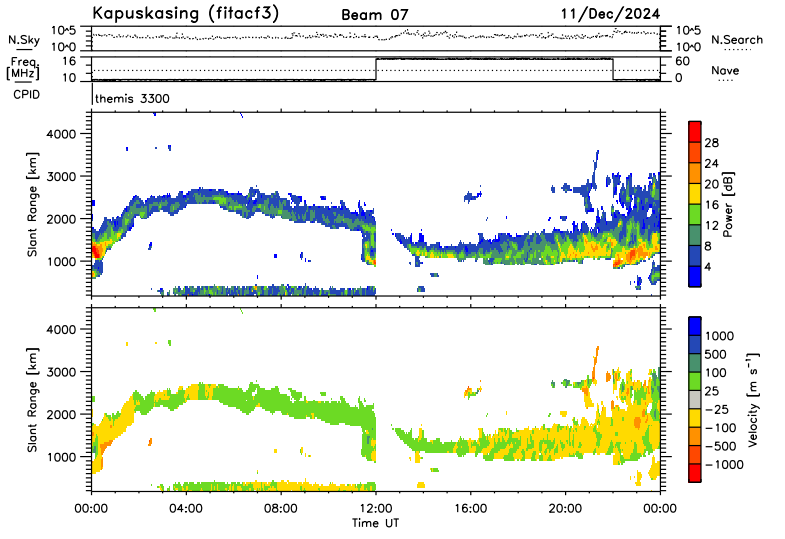 Kapuskasing (fitacf3) Beam 07 11/Dec/2024
N.Sky 10^5 10^0 10^5 10^0 N.Search
Freq. [MHz] 16 10 60 0 Nave
CPID themis 3300
Slant Range [km] 4000 3000 2000 1000
28 24 20 16 12 8 4 Power [dB]
Slant Range [km] 4000 3000 2000 1000
1000 500 100 25 −25 −100 −500 −1000 Velocity [m s⁻¹]
00:00 04:00 08:00 12:00 16:00 20:00 00:00
Time UT